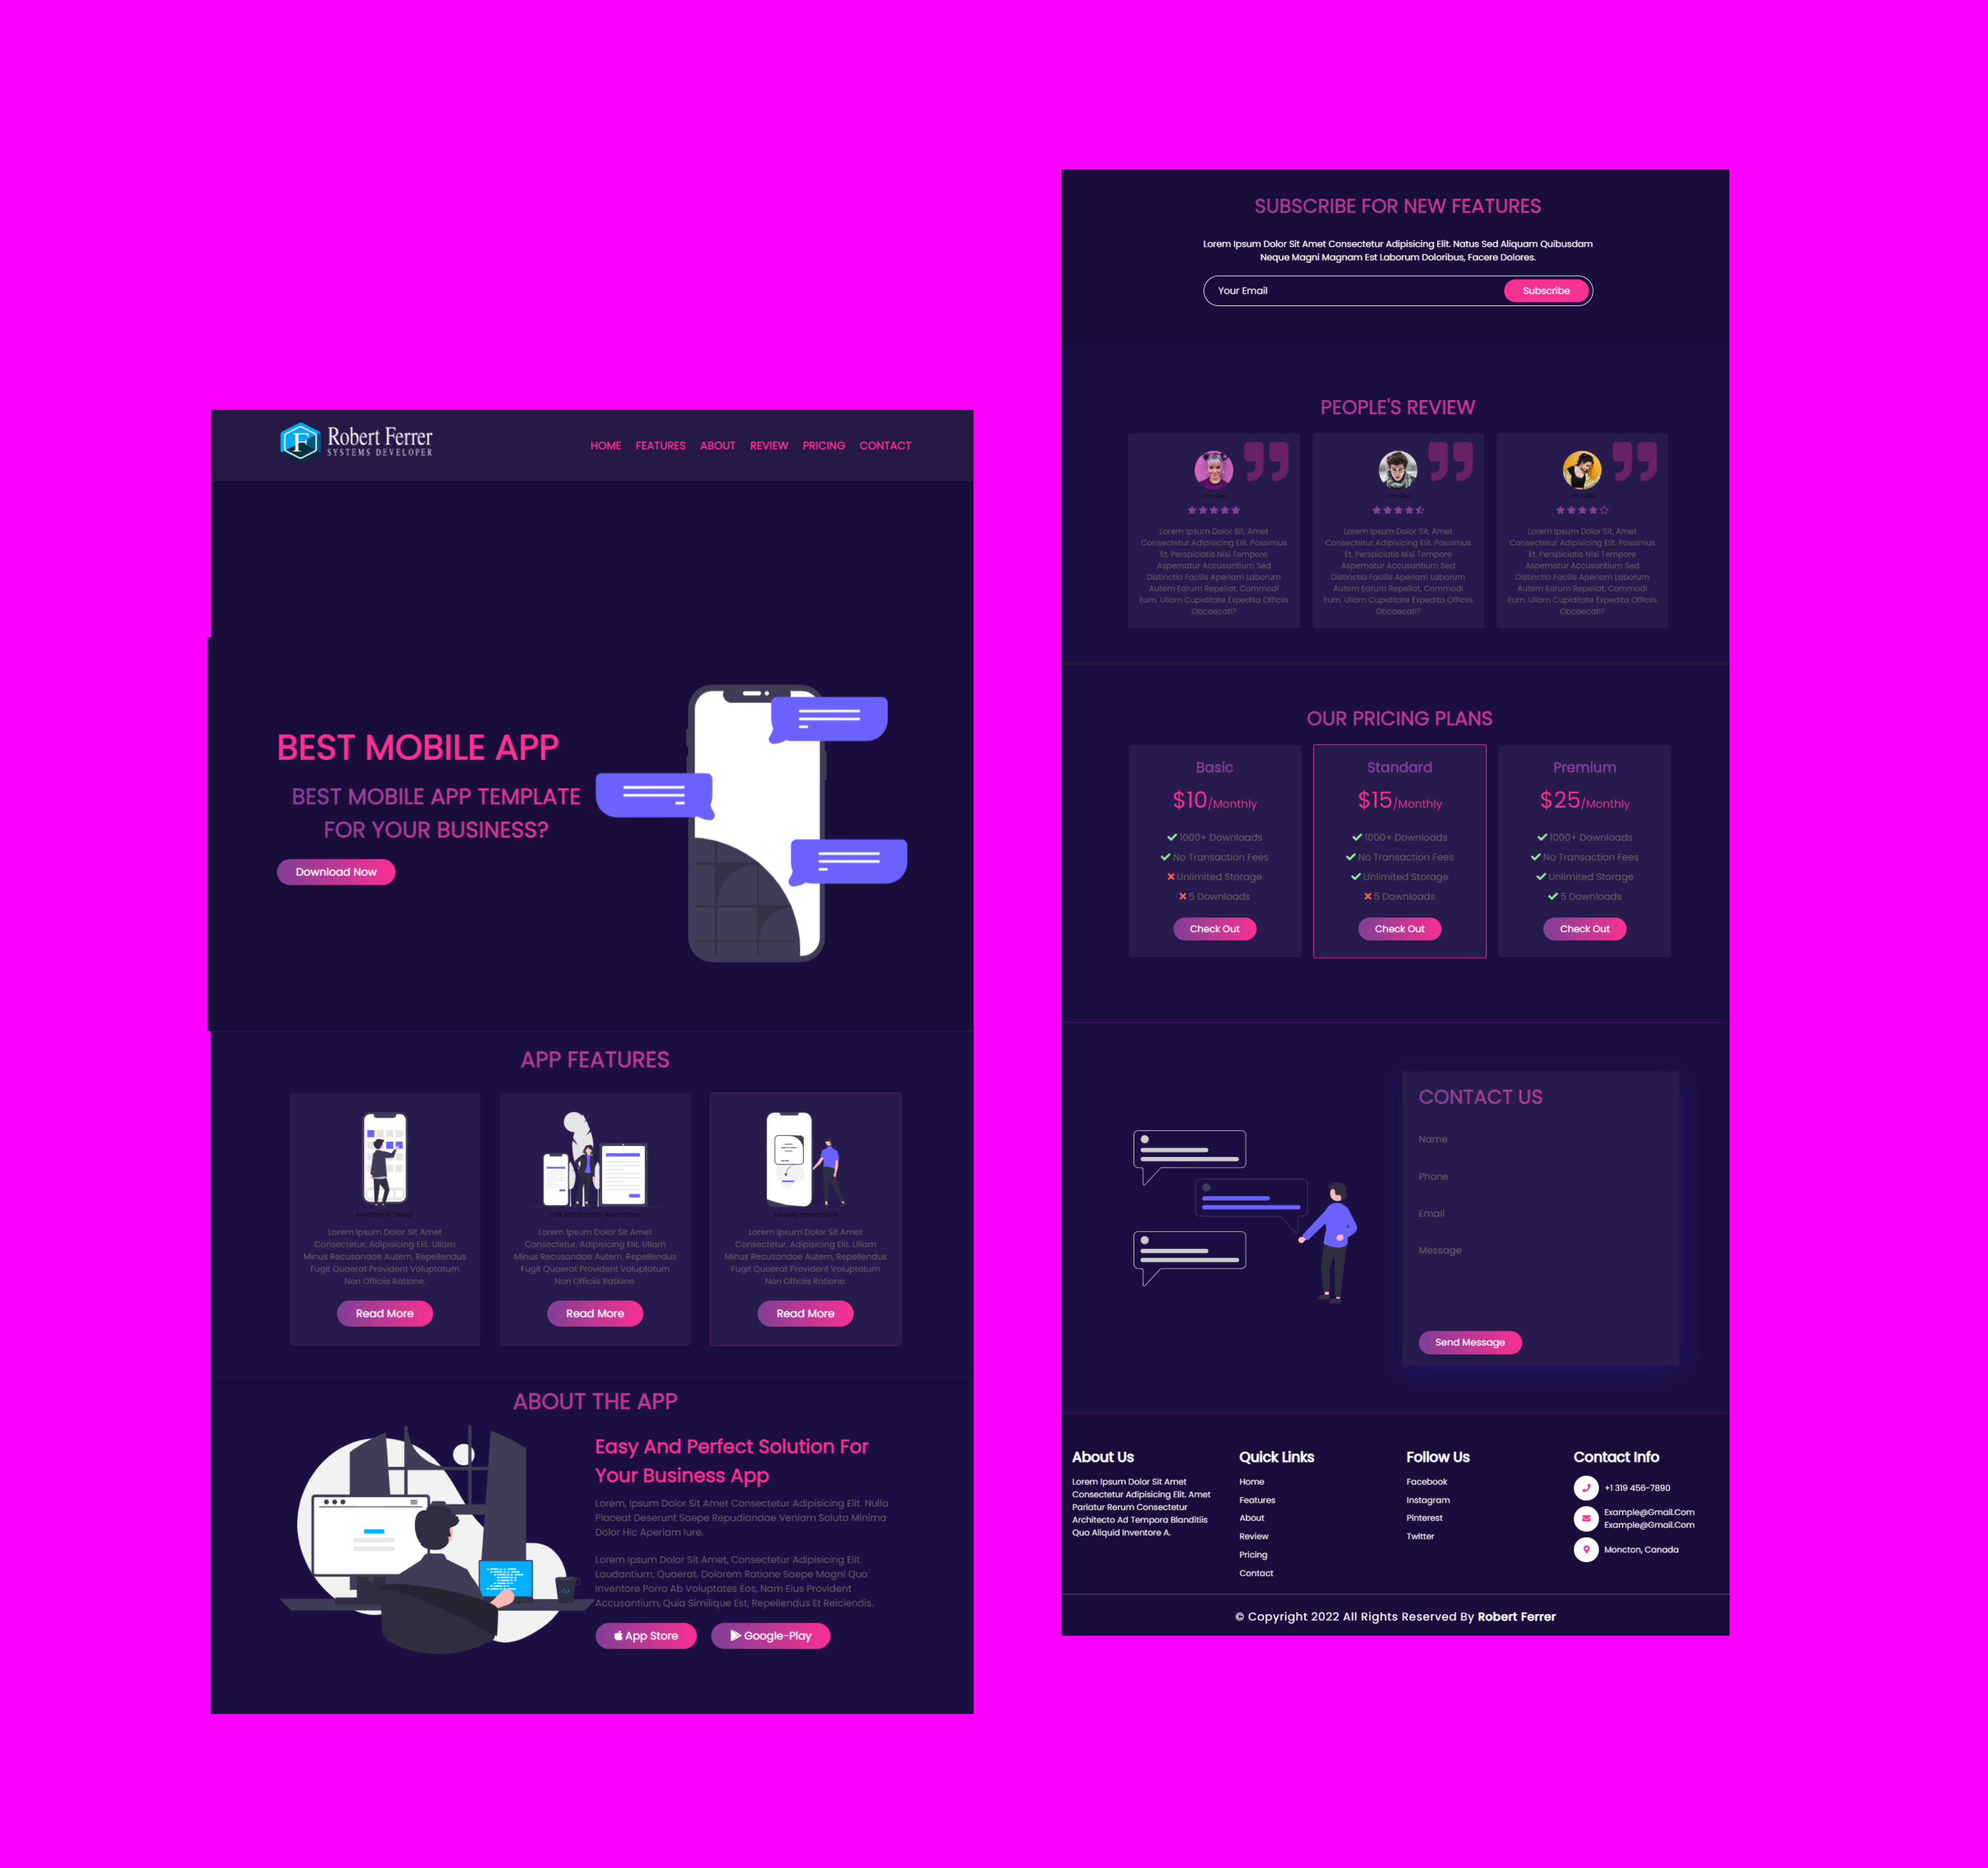 Robert Ferrer
SYSTEMS DEVELOPER
HOME FEATURES ABOUT REVIEW PRICING CONTACT
BEST MOBILE APP
BEST MOBILE APP TEMPLATE
FOR YOUR BUSINESS?
Download Now
APP FEATURES
Amazing UI Design
Lorem Ipsum Dolor Sit Amet
Consectetur, Adipisicing Elit. Ullam
Minus Recusandae Autem, Repellendus
Fugit Quaerat Provident Voluptatum
Non Officiis Ratione.
Read More
Soft And Smooth Animations
Lorem Ipsum Dolor Sit Amet
Consectetur, Adipisicing Elit. Ullam
Minus Recusandae Autem, Repellendus
Fugit Quaerat Provident Voluptatum
Non Officiis Ratione.
Read More
Lorem Ipsum Dolor Sit Amet
Consectetur, Adipisicing Elit. Ullam
Minus Recusandae Autem, Repellendus
Fugit Quaerat Provident Voluptatum
Non Officiis Ratione.
Read More
ABOUT THE APP
Easy And Perfect Solution For
Your Business App
Lorem, Ipsum Dolor Sit Amet Consectetur Adipisicing Elit. Nulla
Placeat Deserunt Saepe Repudiandae Veniam Soluta Minima
Dolor Hic Aperiam Iure.
Lorem Ipsum Dolor Sit Amet, Consectetur Adipisicing Elit.
Laudantium, Quaerat. Dolorem Ratione Saepe Magni Quo
Inventore Porro Ab Voluptates Eos, Nam Eius Provident
Accusantium, Quia Similique Est, Repellendus Et Reiciendis.
App Store
Google-Play
SUBSCRIBE FOR NEW FEATURES
Lorem Ipsum Dolor Sit Amet Consectetur Adipisicing Elit. Natus Sed Aliquam Quibusdam
Neque Magni Magnam Est Laborum Doloribus, Facere Dolores.
Your Email
Subscribe
PEOPLE'S REVIEW
John Deo
Lorem Ipsum Dolor Sit, Amet
Consectetur Adipisicing Elit. Possimus
Et, Perspiciatis Nisi Tempore
Aspernatur Accusantium Sed
Distinctio Facilis Aperiam Laborum
Autem Earum Repellat, Commodi
Eum. Ullam Cupiditate Expedita Officiis
Obcaecati?
John Deo
Lorem Ipsum Dolor Sit, Amet
Consectetur Adipisicing Elit. Possimus
Et, Perspiciatis Nisi Tempore
Aspernatur Accusantium Sed
Distinctio Facilis Aperiam Laborum
Autem Earum Repellat, Commodi
Eum. Ullam Cupiditate Expedita Officiis
Obcaecati?
John Deo
Lorem Ipsum Dolor Sit, Amet
Consectetur Adipisicing Elit. Possimus
Et, Perspiciatis Nisi Tempore
Aspernatur Accusantium Sed
Distinctio Facilis Aperiam Laborum
Autem Earum Repellat, Commodi
Eum. Ullam Cupiditate Expedita Officiis
Obcaecati?
OUR PRICING PLANS
Basic
$10/Monthly
1000+ Downloads
No Transaction Fees
Unlimited Storage
5 Downloads
Check Out
Standard
$15/Monthly
1000+ Downloads
No Transaction Fees
Unlimited Storage
5 Downloads
Check Out
Premium
$25/Monthly
1000+ Downloads
No Transaction Fees
Unlimited Storage
5 Downloads
Check Out
CONTACT US
Name
Phone
Email
Message
Send Message
About Us
Lorem Ipsum Dolor Sit Amet
Consectetur Adipisicing Elit. Amet
Pariatur Rerum Consectetur
Architecto Ad Tempora Blanditiis
Quo Aliquid Inventore A.
Quick Links
Home
Features
About
Review
Pricing
Contact
Follow Us
Facebook
Instagram
Pinterest
Twitter
Contact Info
+1 319 456-7890
Example@Gmail.Com
Example@Gmail.Com
Moncton, Canada
© Copyright 2022 All Rights Reserved By Robert Ferrer